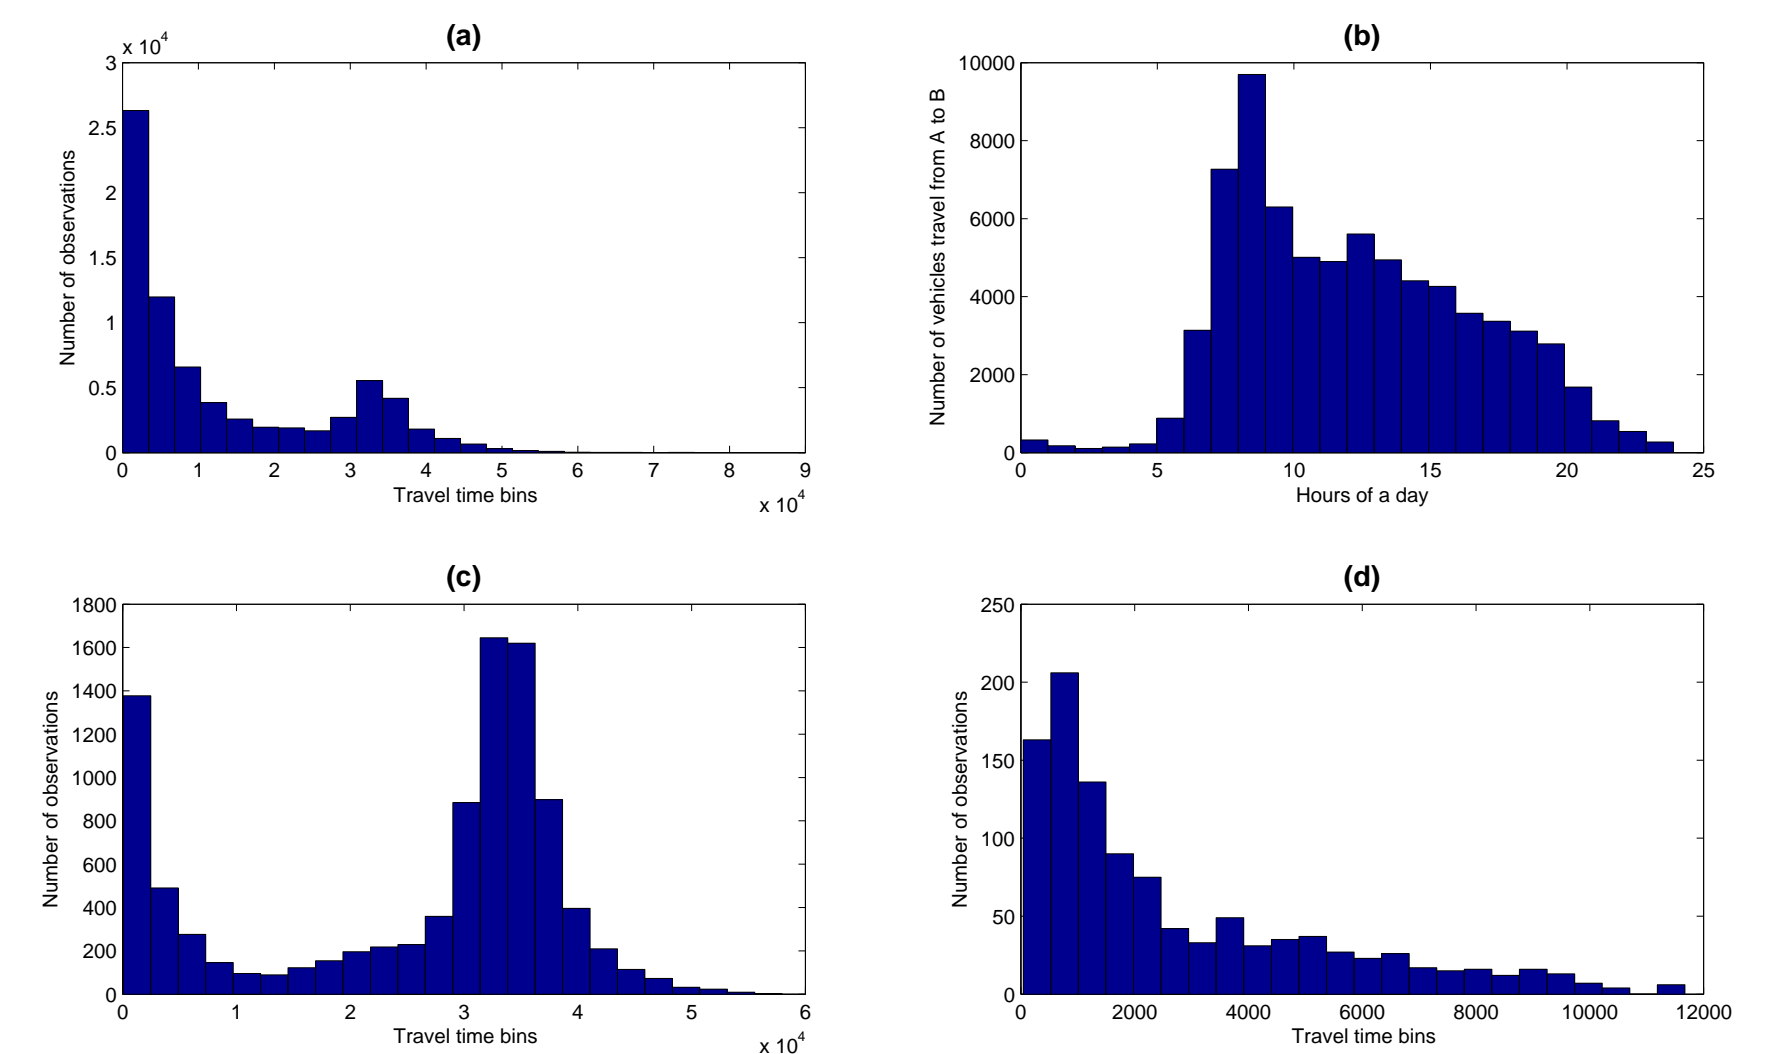 (a)
x 10^4
3
2.5
2
1.5
1
0.5
0
Number of observations
0 1 2 3 4 5 6 7 8 9
Travel time bins
x 10^4
(b)
10000
8000
6000
4000
2000
0
Number of vehicles travel from A to B
0 5 10 15 20 25
Hours of a day
(c)
1800
1600
1400
1200
1000
800
600
400
200
0
Number of observations
0 1 2 3 4 5 6
Travel time bins
x 10^4
(d)
250
200
150
100
50
0
Number of observations
0 2000 4000 6000 8000 10000 12000
Travel time bins